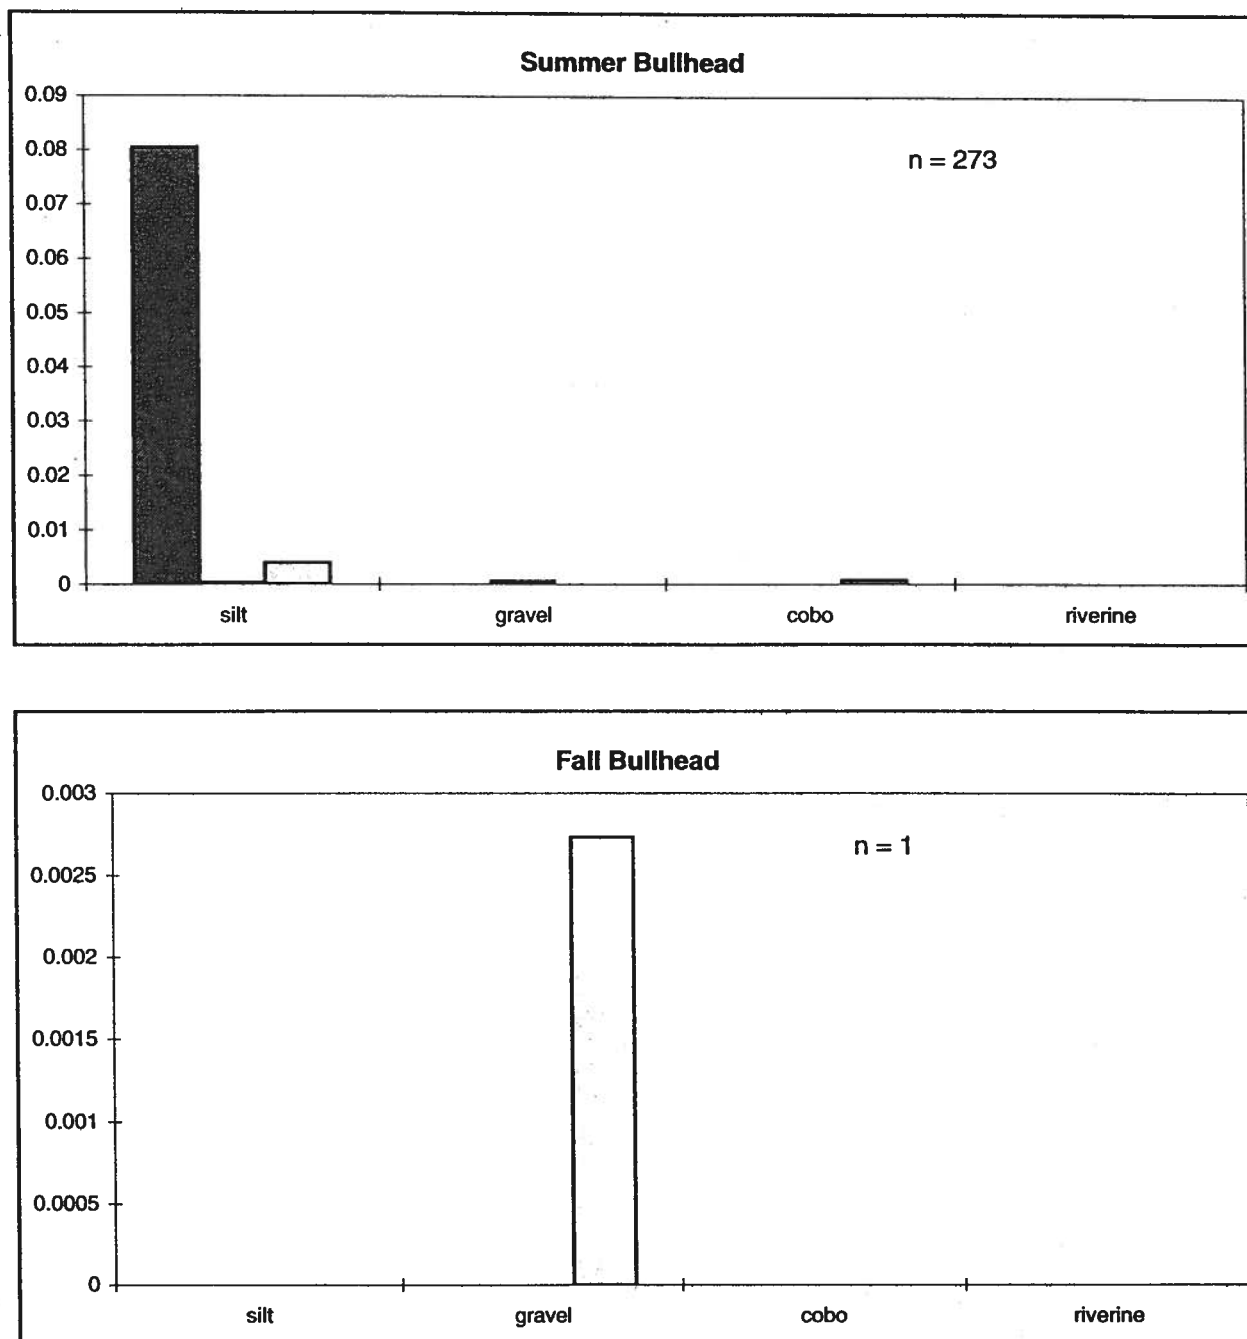 Summer Bullhead
0.09
0.08
n = 273
0.07
0.06
0.05
0.04
0.03
0.02
0.01
0
silt gravel cobo riverine
Fall Bullhead
0.003
n = 1
0.0025
0.002
0.0015
0.001
0.0005
0
silt gravel cobo riverine